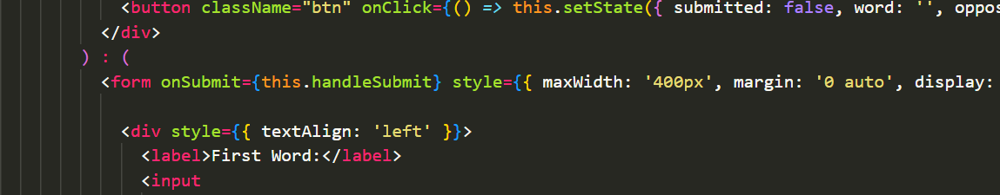 <button className="btn" onClick={() => this.setState({ submitted: false, word: '', oppos
</div>
) : (
<form onSubmit={this.handleSubmit} style={{ maxWidth: '400px', margin: '0 auto', display:
<div style={{ textAlign: 'left' }}>
<label>First Word:</label>
<input